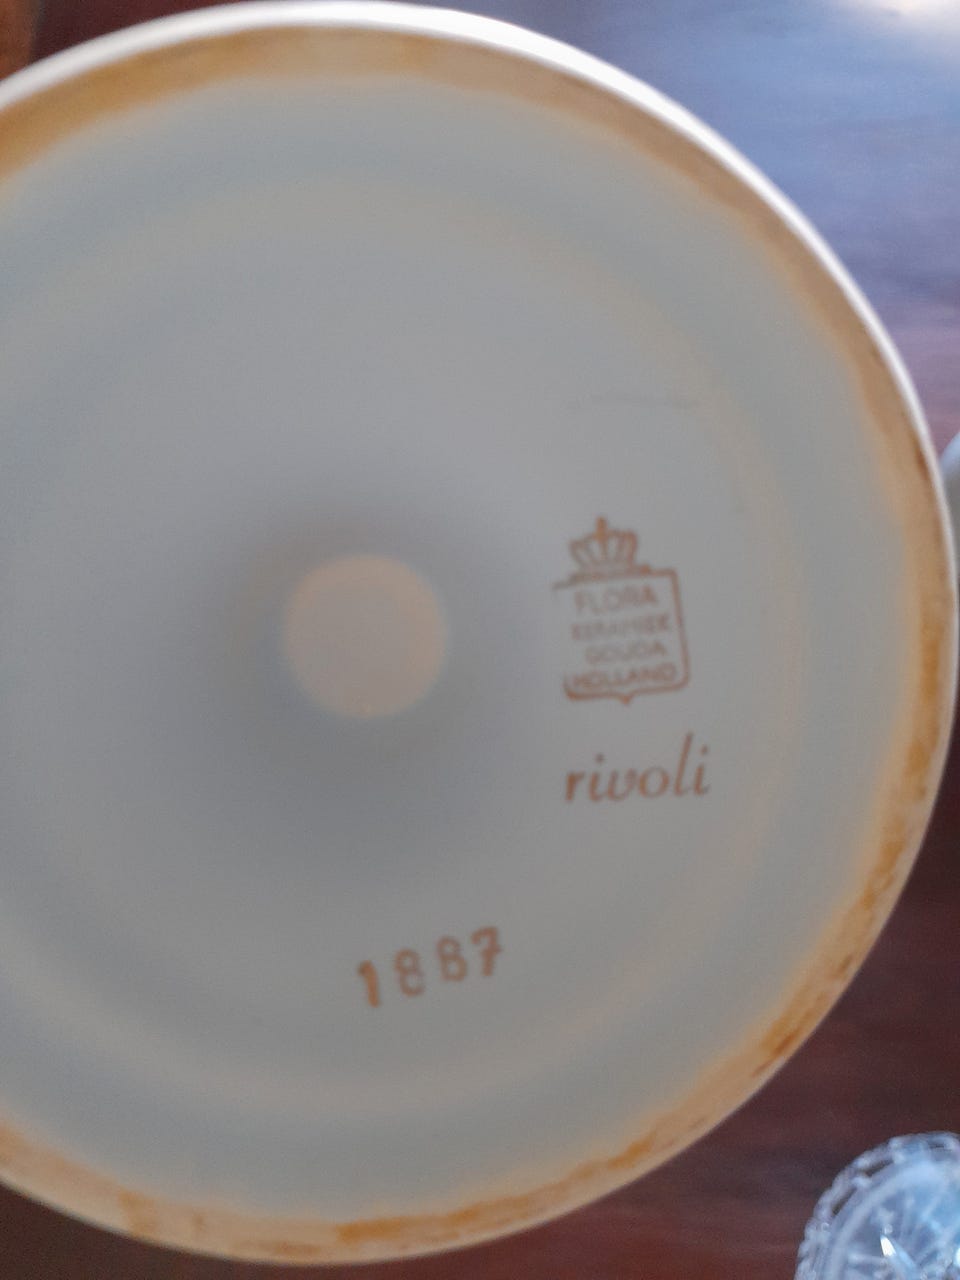 FLORA
KERAMIEK
GOUDA
HOLLAND
rivoli
1887